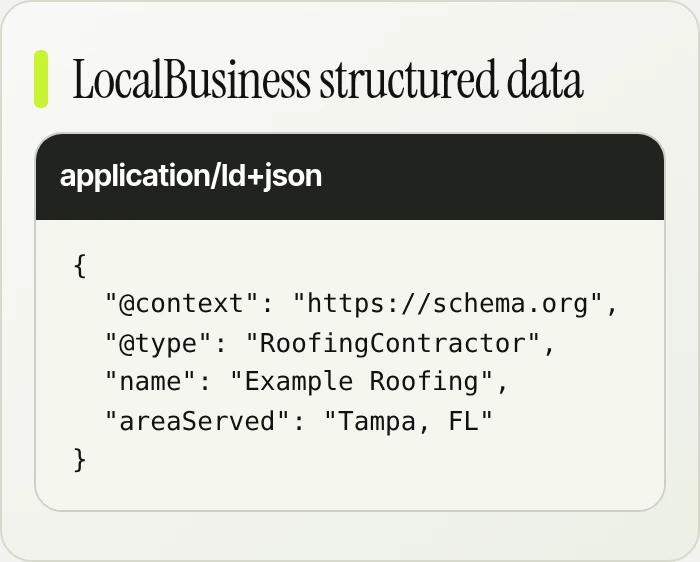 LocalBusiness structured data
application/ld+json
{
  "@context": "https://schema.org",
  "@type": "RoofingContractor",
  "name": "Example Roofing",
  "areaServed": "Tampa, FL"
}